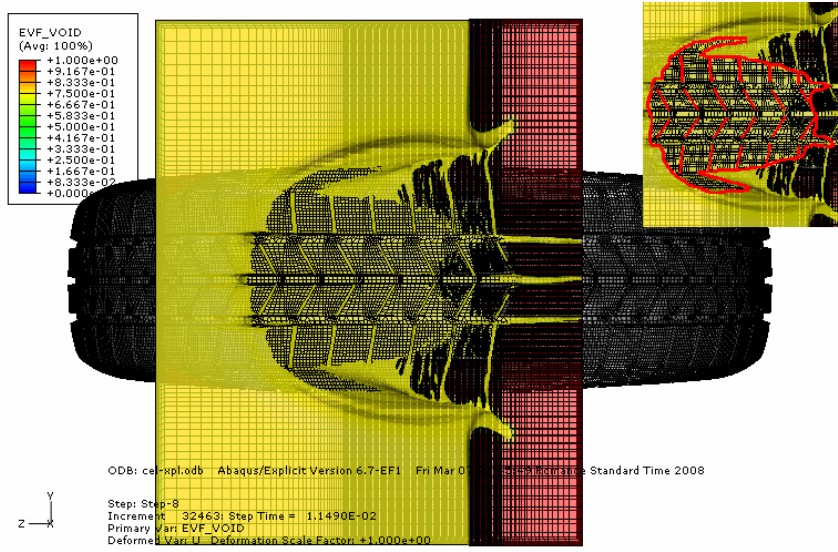 EVF_VOID
(Avg: 100%)
+1.000e+00
+9.167e-01
+8.333e-01
+7.500e-01
+6.667e-01
+5.833e-01
+5.000e-01
+4.167e-01
+3.333e-01
+2.500e-01
+1.667e-01
+8.333e-02
+0.000
ODB: cel-xpl.odb Abaqus/Explicit Version 6.7-EF1 Fri Mar 07 Romance Standard Time 2008
Y
Z X
Step: Step-8
Increment 32463: Step Time = 1.1490E-02
Primary Var: EVF_VOID
Deformed Var: U Deformation Scale Factor: +1.000e+00